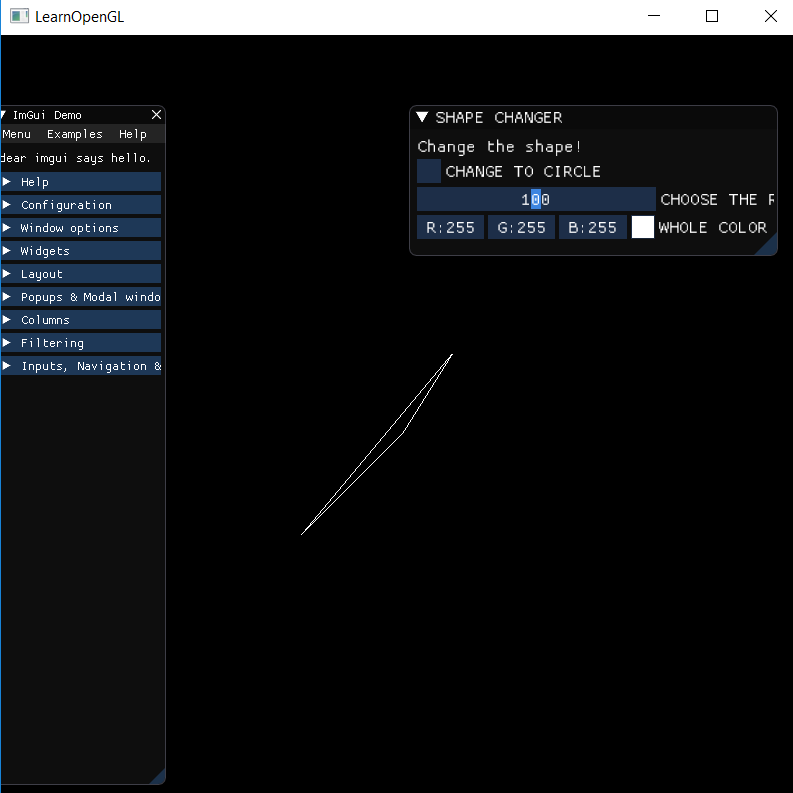 LearnOpenGL
ImGui Demo
Menu Examples Help
dear imgui says hello.
Help
Configuration
Window options
Widgets
Layout
Popups & Modal windo
Columns
Filtering
Inputs, Navigation &
SHAPE CHANGER
Change the shape!
CHANGE TO CIRCLE
100 CHOOSE THE R
R:255 G:255 B:255 WHOLE COLOR